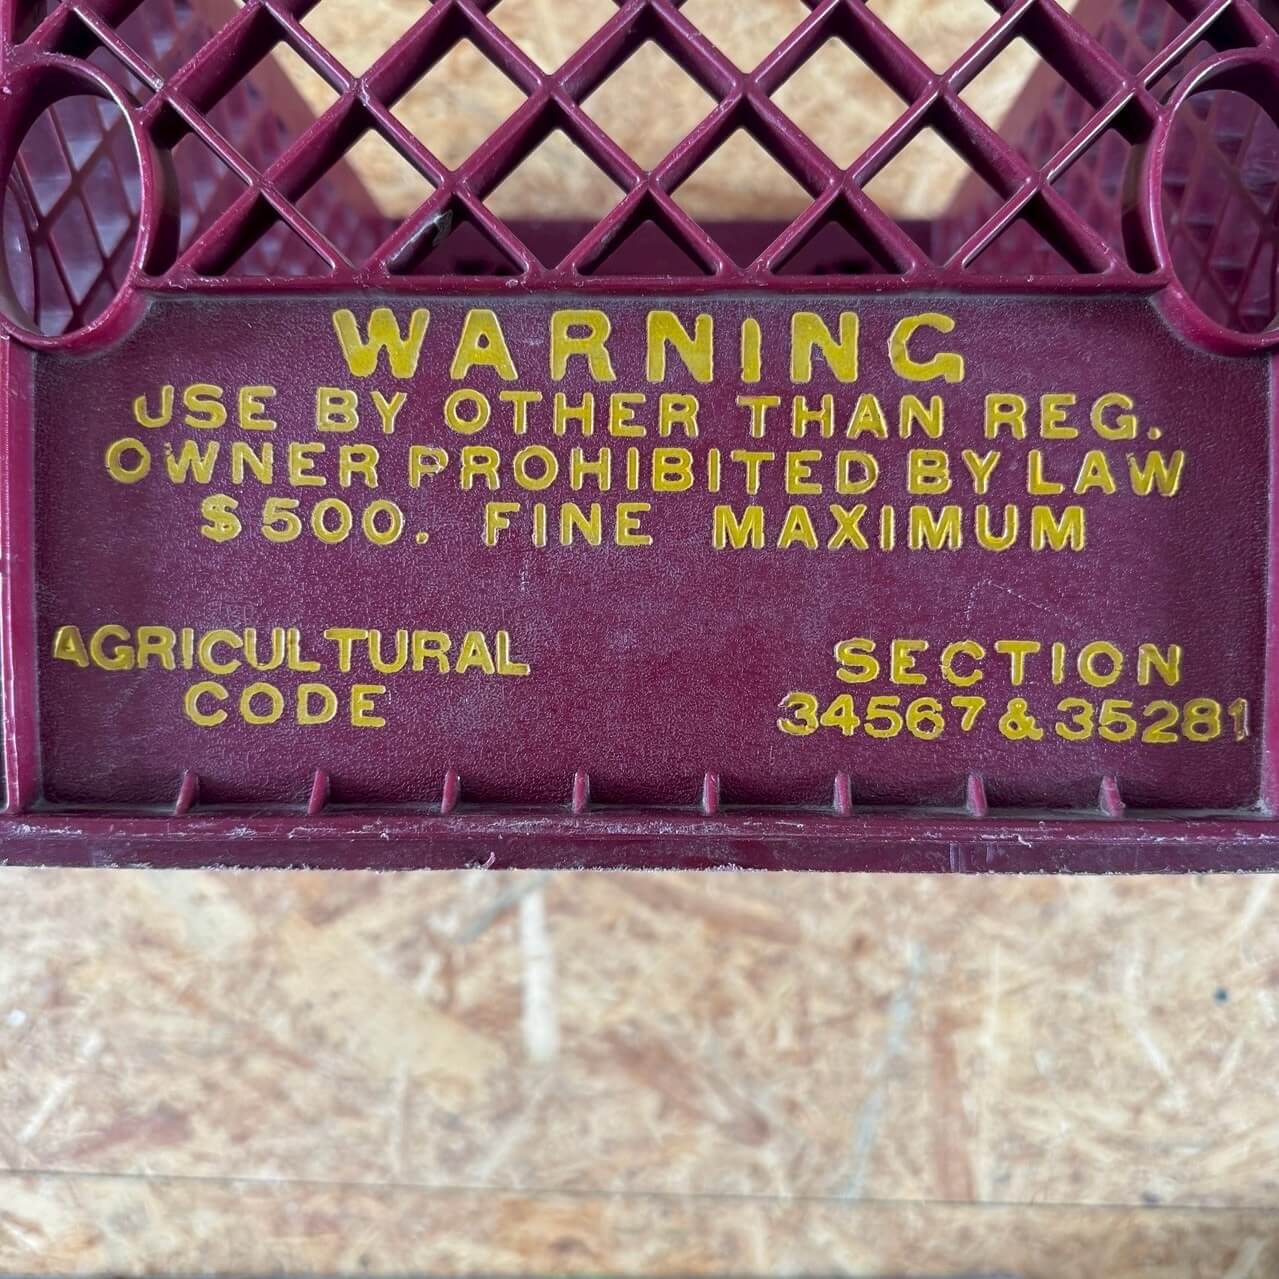 WARNING
USE BY OTHER THAN REG.
OWNER PROHIBITED BY LAW
$500. FINE MAXIMUM
AGRICULTURAL
CODE
SECTION
34567 & 35281